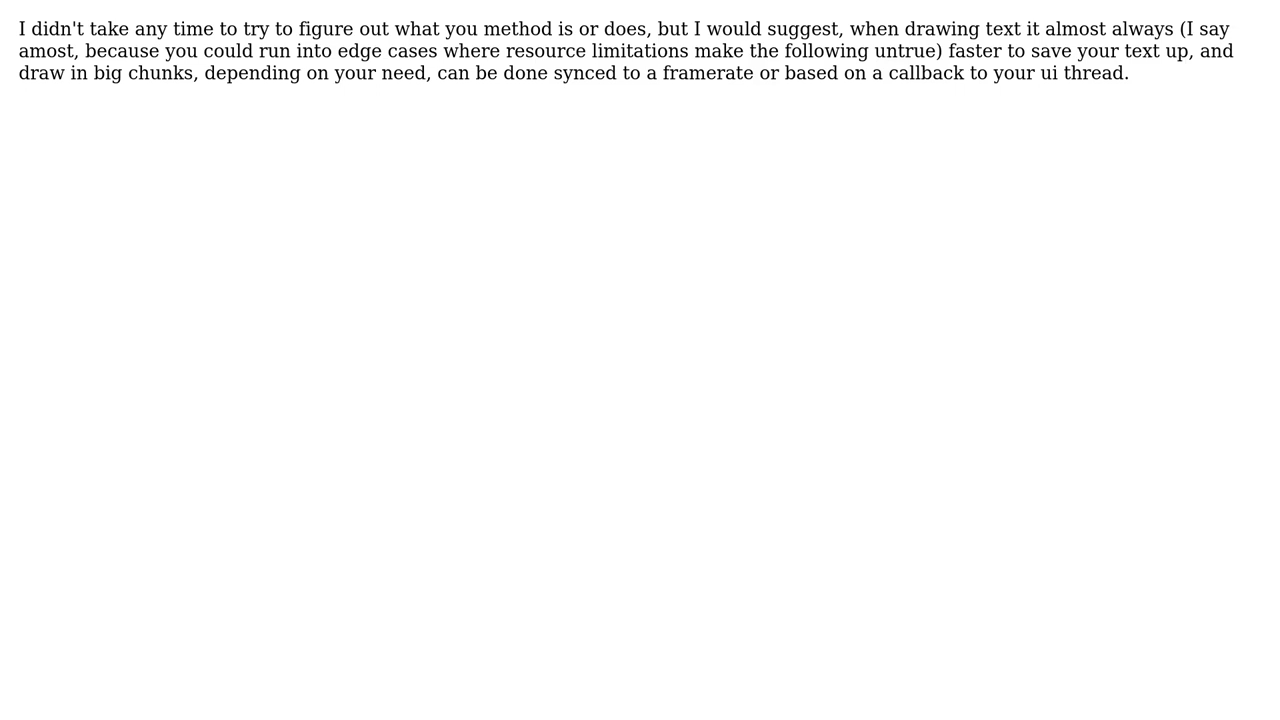 I didn't take any time to try to figure out what you method is or does, but I would suggest, when drawing text it almost always (I say
amost, because you could run into edge cases where resource limitations make the following untrue) faster to save your text up, and
draw in big chunks, depending on your need, can be done synced to a framerate or based on a callback to your ui thread.